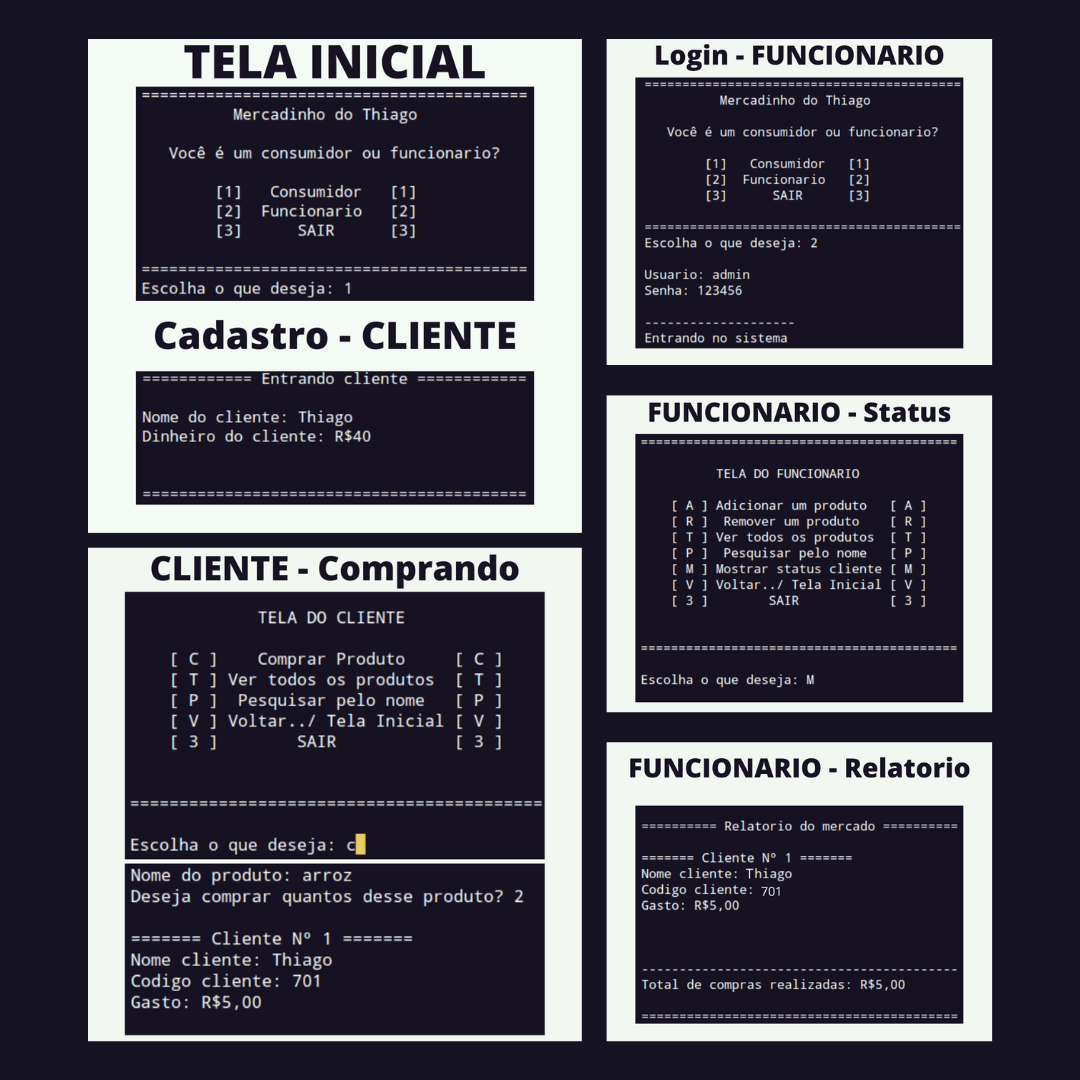 TELA INICIAL
==========================================
Mercadinho do Thiago
Você é um consumidor ou funcionario?
[1] Consumidor [1]
[2] Funcionario [2]
[3] SAIR [3]
==========================================
Escolha o que deseja: 1
Cadastro - CLIENTE
============ Entrando cliente ============
Nome do cliente: Thiago
Dinheiro do cliente: R$40
==========================================
CLIENTE - Comprando
TELA DO CLIENTE
[ C ] Comprar Produto [ C ]
[ T ] Ver todos os produtos [ T ]
[ P ] Pesquisar pelo nome [ P ]
[ V ] Voltar../ Tela Inicial [ V ]
[ 3 ] SAIR [ 3 ]
==========================================
Escolha o que deseja: c
Nome do produto: arroz
Deseja comprar quantos desse produto? 2
======= Cliente Nº 1 =======
Nome cliente: Thiago
Codigo cliente: 701
Gasto: R$5,00
Login - FUNCIONARIO
==========================================
Mercadinho do Thiago
Você é um consumidor ou funcionario?
[1] Consumidor [1]
[2] Funcionario [2]
[3] SAIR [3]
==========================================
Escolha o que deseja: 2
Usuario: admin
Senha: 123456
--------------------
Entrando no sistema
FUNCIONARIO - Status
==========================================
TELA DO FUNCIONARIO
[ A ] Adicionar um produto [ A ]
[ R ] Remover um produto [ R ]
[ T ] Ver todos os produtos [ T ]
[ P ] Pesquisar pelo nome [ P ]
[ M ] Mostrar status cliente [ M ]
[ V ] Voltar../ Tela Inicial [ V ]
[ 3 ] SAIR [ 3 ]
==========================================
Escolha o que deseja: M
FUNCIONARIO - Relatorio
========== Relatorio do mercado ==========
======= Cliente Nº 1 =======
Nome cliente: Thiago
Codigo cliente: 701
Gasto: R$5,00
------------------------------------------
Total de compras realizadas: R$5,00
==========================================